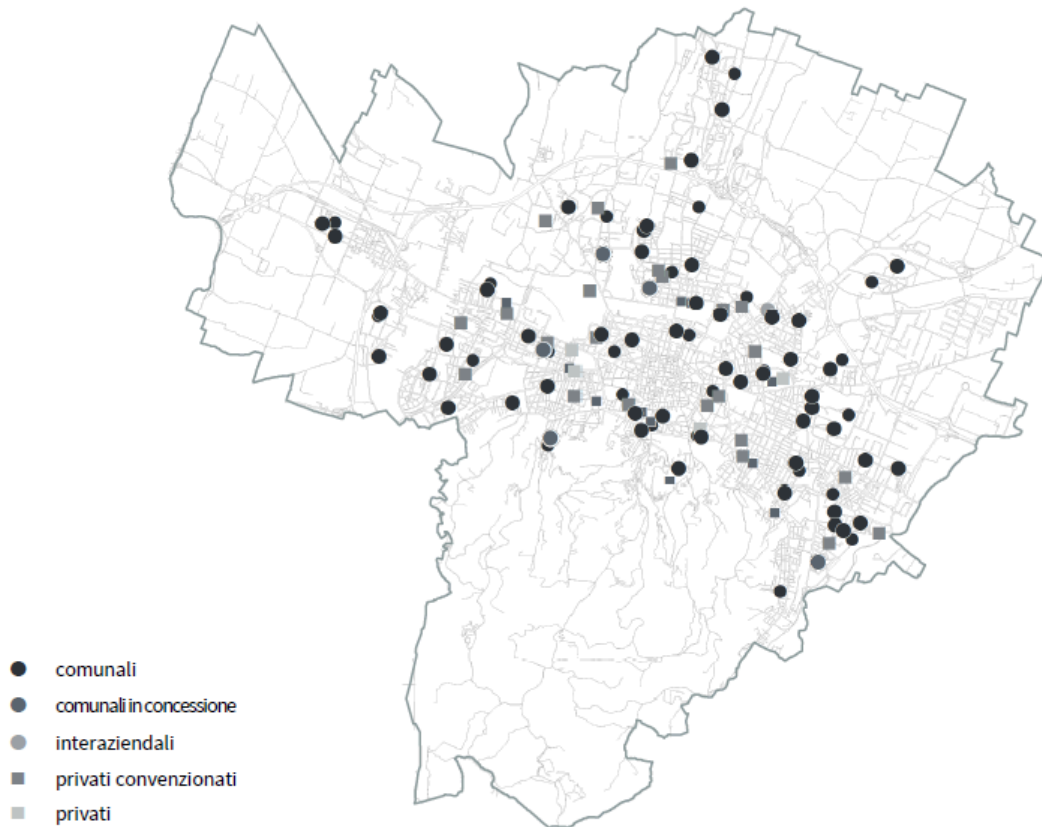 comunali
comunali in concessione
interaziendali
privati convenzionati
privati